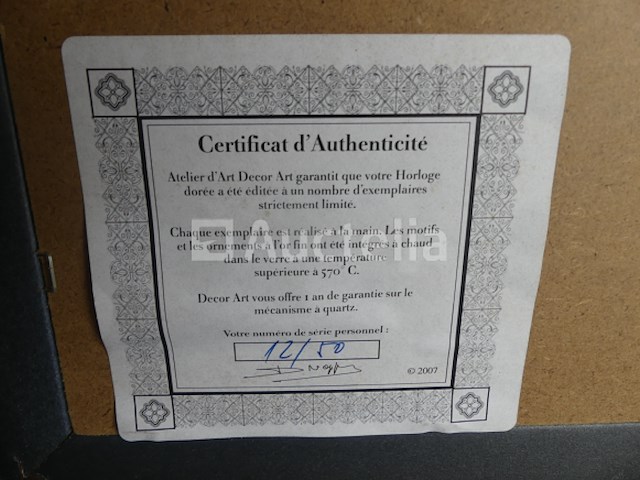 Certificat d'Authenticité
Atelier d'Art Decor Art garantit que votre Horloge
dorée a été éditée à un nombre d'exemplaires
strictement limité.
Chaque exemplaire est réalisé à la main. Les motifs
et les ornements à l'or fin ont été intégrés à chaud
dans le verre à une température
supérieure à 570° C.
Decor Art vous offre 1 an de garantie sur le
mécanisme à quartz.
Votre numéro de série personnel :
12/50
© 2007